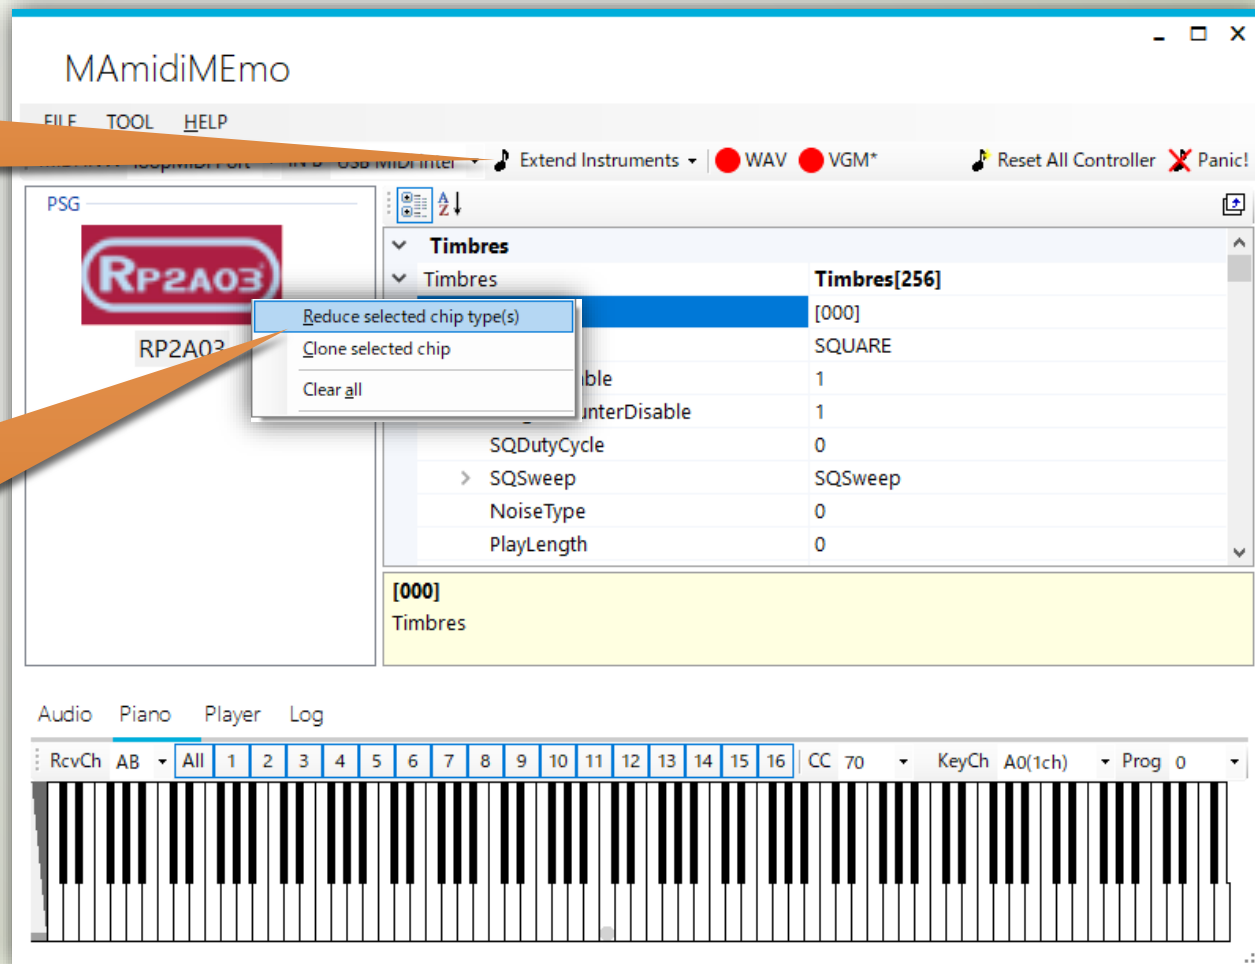 MAmidiMEmo
FILE TOOL HELP
Extend Instruments WAV VGM* Reset All Controller Panic!
PSG
RP2A03
RP2A03
Reduce selected chip type(s)
Clone selected chip
Clear all
Timbres
Timbres Timbres[256]
[000]
SQUARE
1
1
SQDutyCycle 0
SQSweep SQSweep
NoiseType 0
PlayLength 0
[000]
Timbres
Audio Piano Player Log
RcvCh AB All 1 2 3 4 5 6 7 8 9 10 11 12 13 14 15 16 CC 70 KeyCh A0(1ch) Prog 0